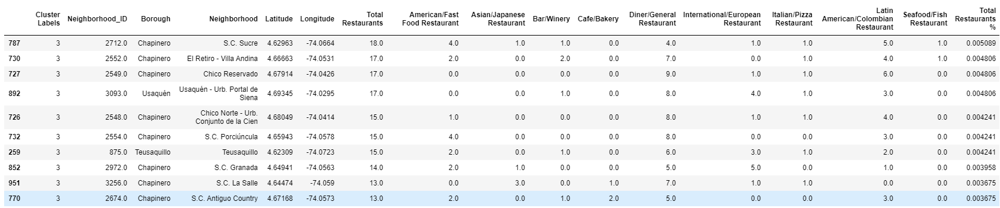 Cluster Labels Neighborhood_ID Borough Neighborhood Latitude Longitude Total Restaurants American/Fast Food Restaurant Asian/Japanese Restaurant Bar/Winery Cafe/Bakery Diner/General Restaurant International/European Restaurant Italian/Pizza Restaurant Latin American/Colombian Restaurant Seafood/Fish Restaurant Total Restaurants %
787 3 2712.0 Chapinero S.C. Sucre 4.62963 -74.0664 18.0 4.0 1.0 1.0 0.0 4.0 1.0 1.0 5.0 1.0 0.005089
730 3 2552.0 Chapinero El Retiro - Villa Andina 4.66663 -74.0531 17.0 2.0 0.0 2.0 0.0 7.0 0.0 1.0 4.0 1.0 0.004806
727 3 2549.0 Chapinero Chico Reservado 4.67914 -74.0426 17.0 0.0 0.0 0.0 0.0 9.0 1.0 1.0 6.0 0.0 0.004806
892 3 3093.0 Usaquén Usaquén - Urb. Portal de Siena 4.69345 -74.0295 17.0 0.0 0.0 1.0 0.0 8.0 4.0 1.0 3.0 0.0 0.004806
726 3 2548.0 Chapinero Chico Norte - Urb. Conjunto de la Cien 4.68049 -74.0414 15.0 1.0 0.0 0.0 0.0 8.0 1.0 1.0 4.0 0.0 0.004241
732 3 2554.0 Chapinero S.C. Porciúncula 4.65943 -74.0578 15.0 4.0 0.0 0.0 0.0 8.0 0.0 0.0 3.0 0.0 0.004241
259 3 875.0 Teusaquillo Teusaquillo 4.62309 -74.0723 15.0 2.0 0.0 1.0 0.0 6.0 3.0 1.0 2.0 0.0 0.004241
852 3 2972.0 Chapinero S.C. Granada 4.64941 -74.0563 14.0 2.0 1.0 0.0 0.0 5.0 5.0 0.0 1.0 0.0 0.003958
951 3 3256.0 Chapinero S.C. La Salle 4.64474 -74.059 13.0 0.0 3.0 0.0 1.0 7.0 1.0 1.0 0.0 0.0 0.003675
770 3 2674.0 Chapinero S.C. Antiguo Country 4.67168 -74.0573 13.0 2.0 0.0 1.0 2.0 5.0 0.0 0.0 3.0 0.0 0.003675